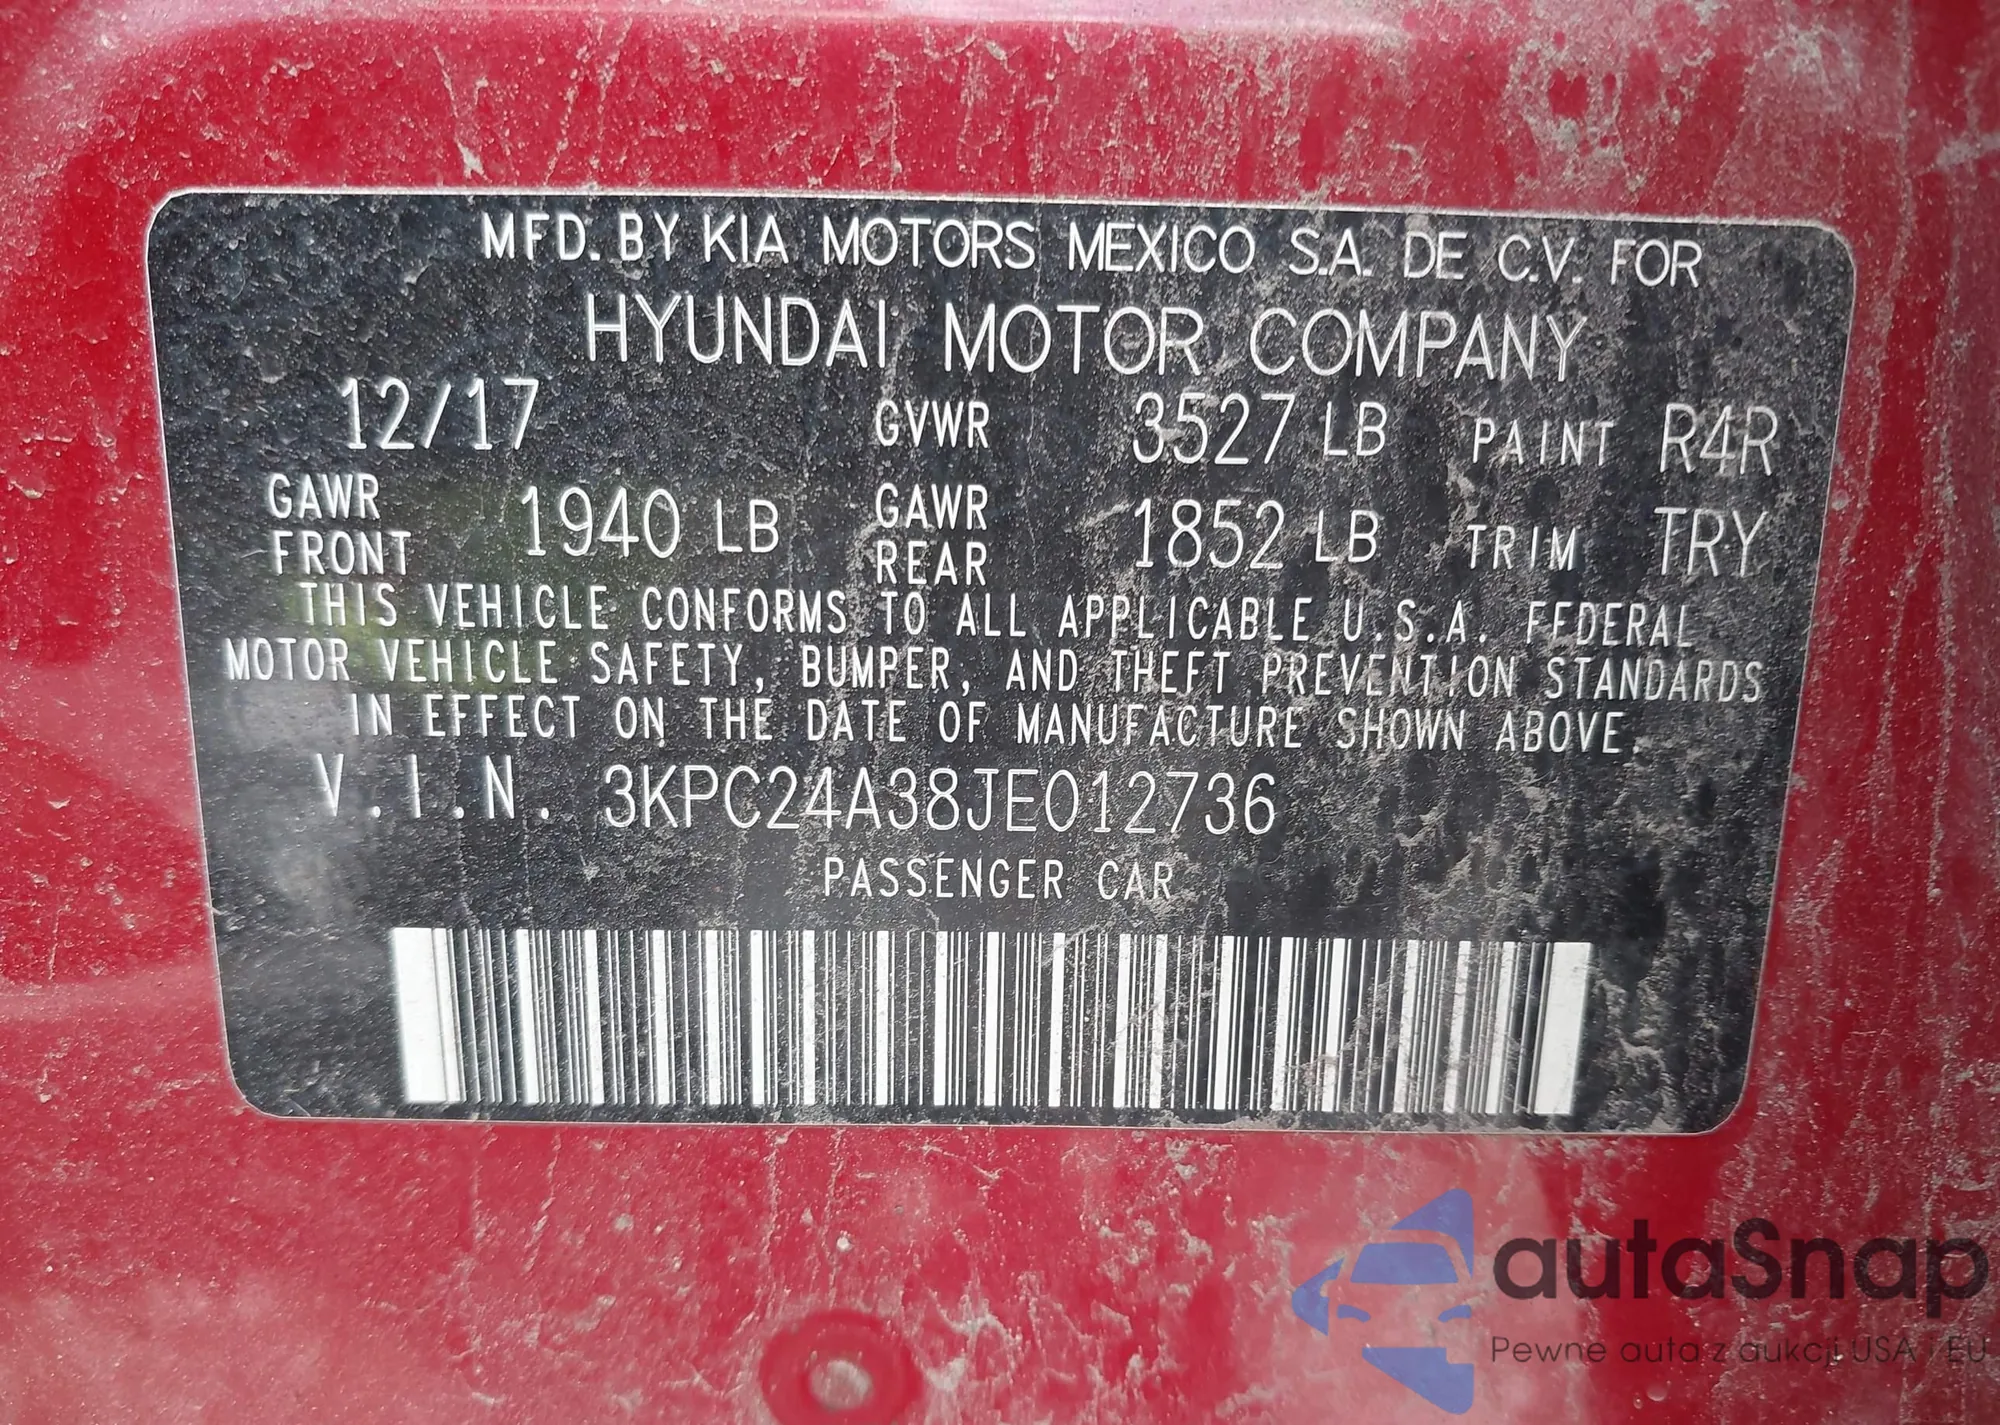 MFD. BY KIA MOTORS MEXICO S.A. DE C.V. FOR
HYUNDAI MOTOR COMPANY
12/17 GVWR 3527 LB PAINT R4R
GAWR FRONT 1940 LB GAWR REAR 1852 LB TRIM TRY
THIS VEHICLE CONFORMS TO ALL APPLICABLE U.S.A. FEDERAL
MOTOR VEHICLE SAFETY, BUMPER, AND THEFT PREVENTION STANDARDS
IN EFFECT ON THE DATE OF MANUFACTURE SHOWN ABOVE.
V.I.N. 3KPC24A38JE012736
PASSENGER CAR
autaSnap
Pewne auta z aukcji USA i EU